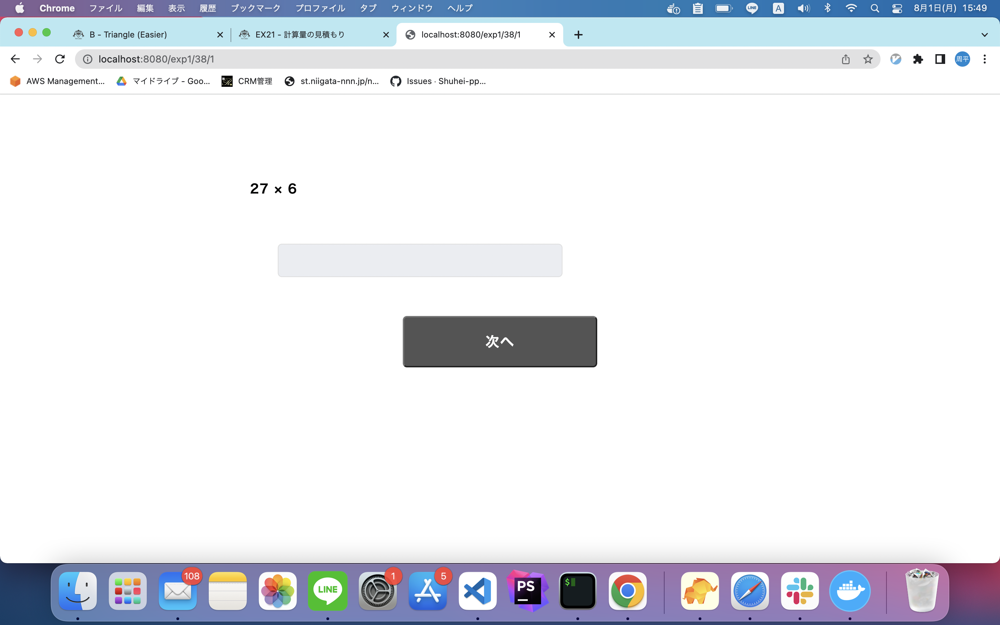 Chrome ファイル 編集 表示 履歴 ブックマーク プロファイル タブ ウィンドウ ヘルプ LINE A 8月1日(月) 15:49
B - Triangle (Easier) EX21 - 計算量の見積もり localhost:8080/exp1/38/1
localhost:8080/exp1/38/1 周平
AWS Management... マイドライブ - Goo... CRM管理 st.niigata-nnn.jp/n... Issues · Shuhei-pp...
27 × 6
次へ
108 LINE 1 5 PS $